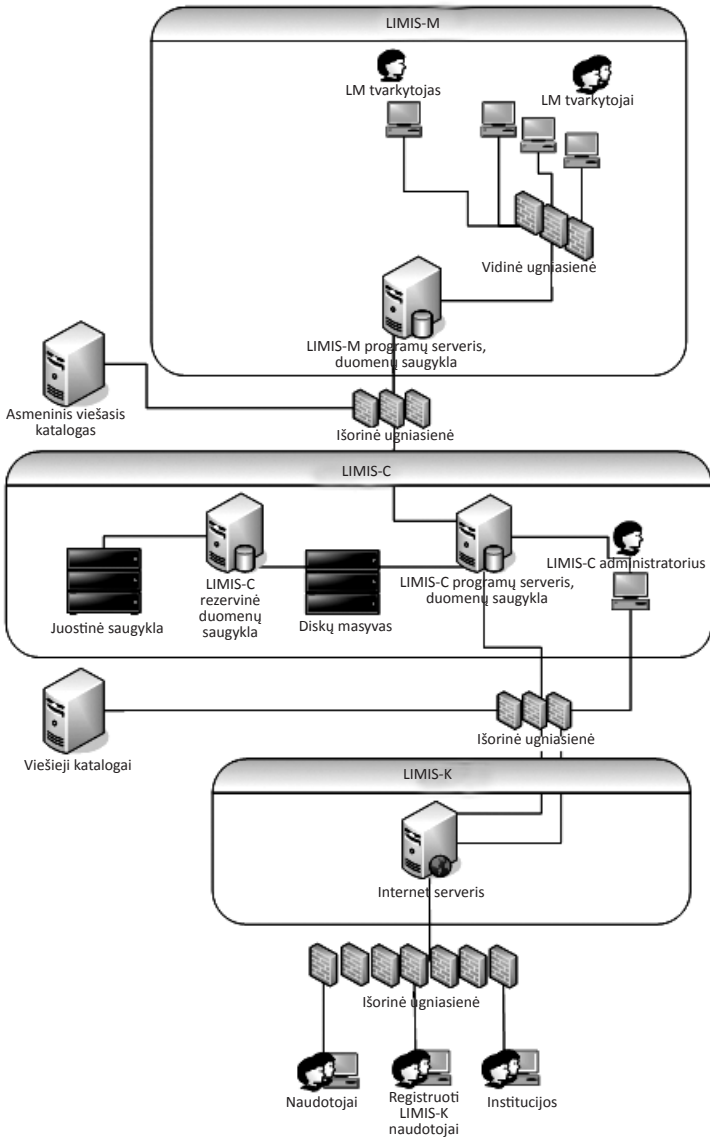 LIMIS-M
LM tvarkytojas
LM tvarkytojai
Vidinė ugniasienė
LIMIS-M programų serveris,
duomenų saugykla
Asmeninis viešasis
katalogas
Išorinė ugniasienė
LIMIS-C
LIMIS-C administratorius
LIMIS-C
rezervinė
duomenų
saugykla
LIMIS-C programų serveris,
duomenų saugykla
Juostinė saugykla
Diskų masyvas
Išorinė ugniasienė
Viešieji katalogai
LIMIS-K
Internet serveris
Išorinė ugniasienė
Naudotojai
Registruoti
LIMIS-K
naudotojai
Institucijos